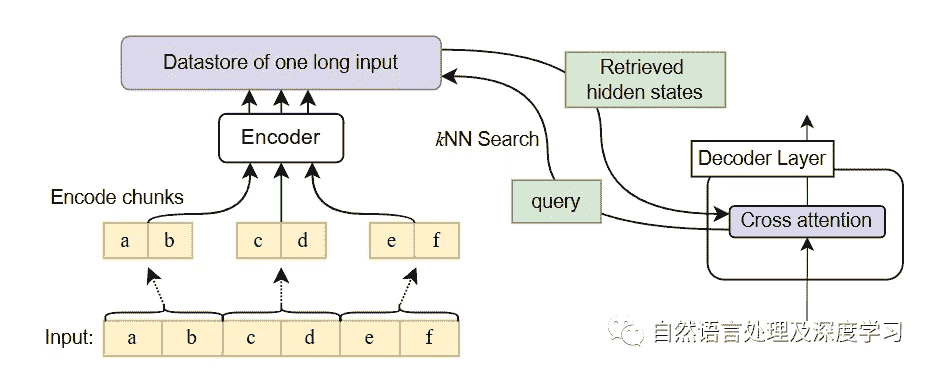 Datastore of one long input
Retrieved
hidden states
Encoder
kNN Search
Decoder Layer
Encode chunks
query
Cross attention
a b c d e f
Input: a b c d e f
自然语言处理及深度学习